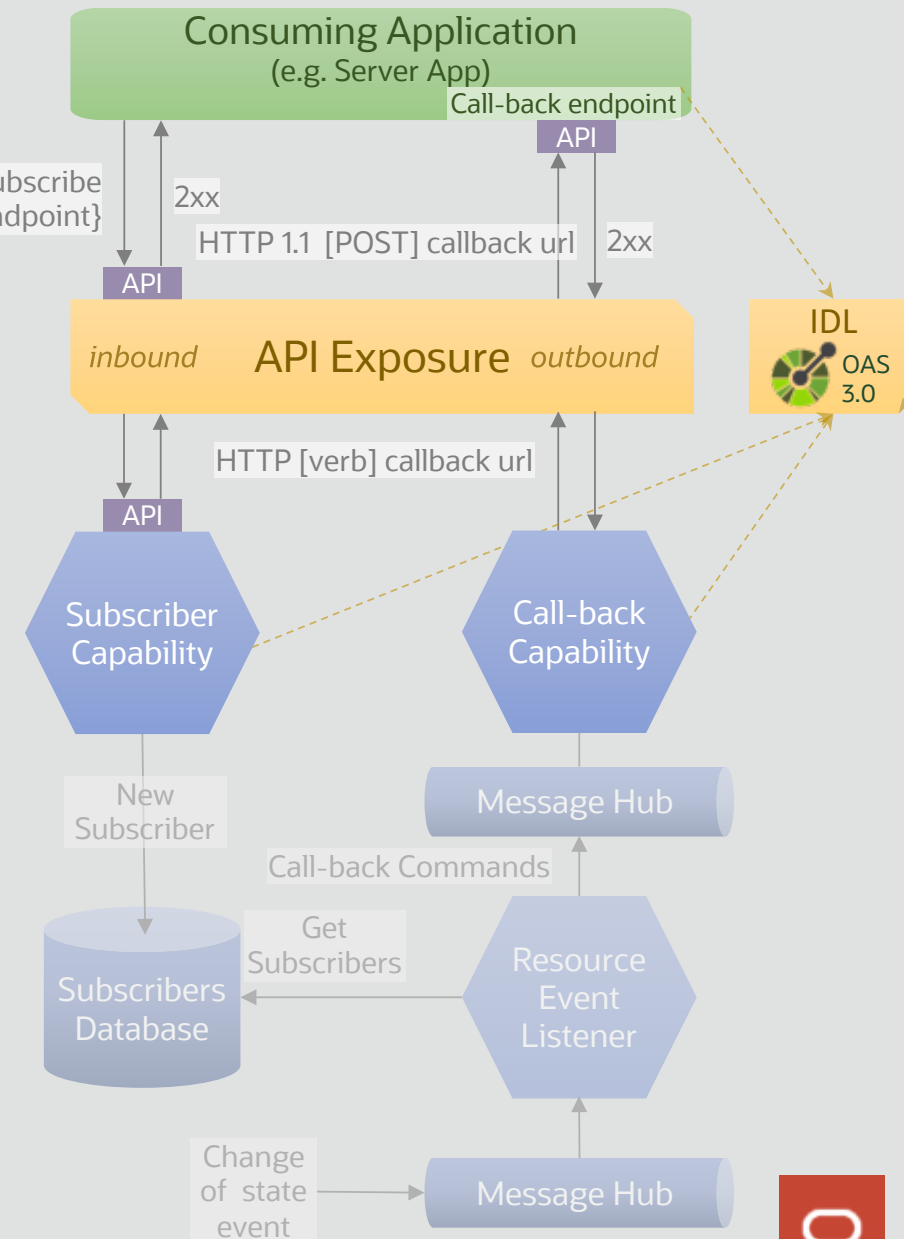 Consuming Application
(e.g. Server App)
Call-back endpoint
API
2xx
HTTP 1.1 [POST] callback url
2xx
API
inbound
API Exposure
outbound
IDL
OAS
3.0
HTTP [verb] callback url
API
Subscriber
Capability
Call-back
Capability
New
Subscriber
Message Hub
Call-back Commands
Get
Subscribers
Subscribers
Database
Resource
Event
Listener
Change
of state
event
Message Hub